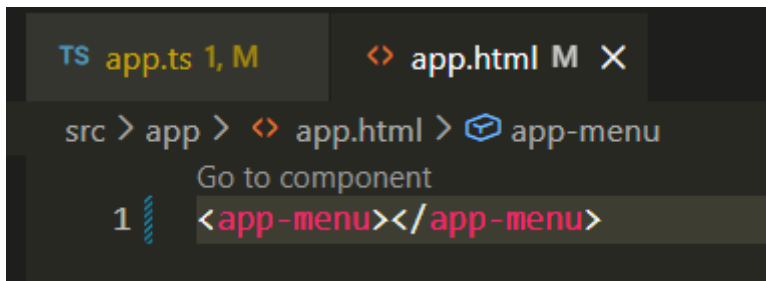 TS app.ts 1, M <> app.html M ×
src > app > <> app.html > app-menu
Go to component
1 <app-menu></app-menu>